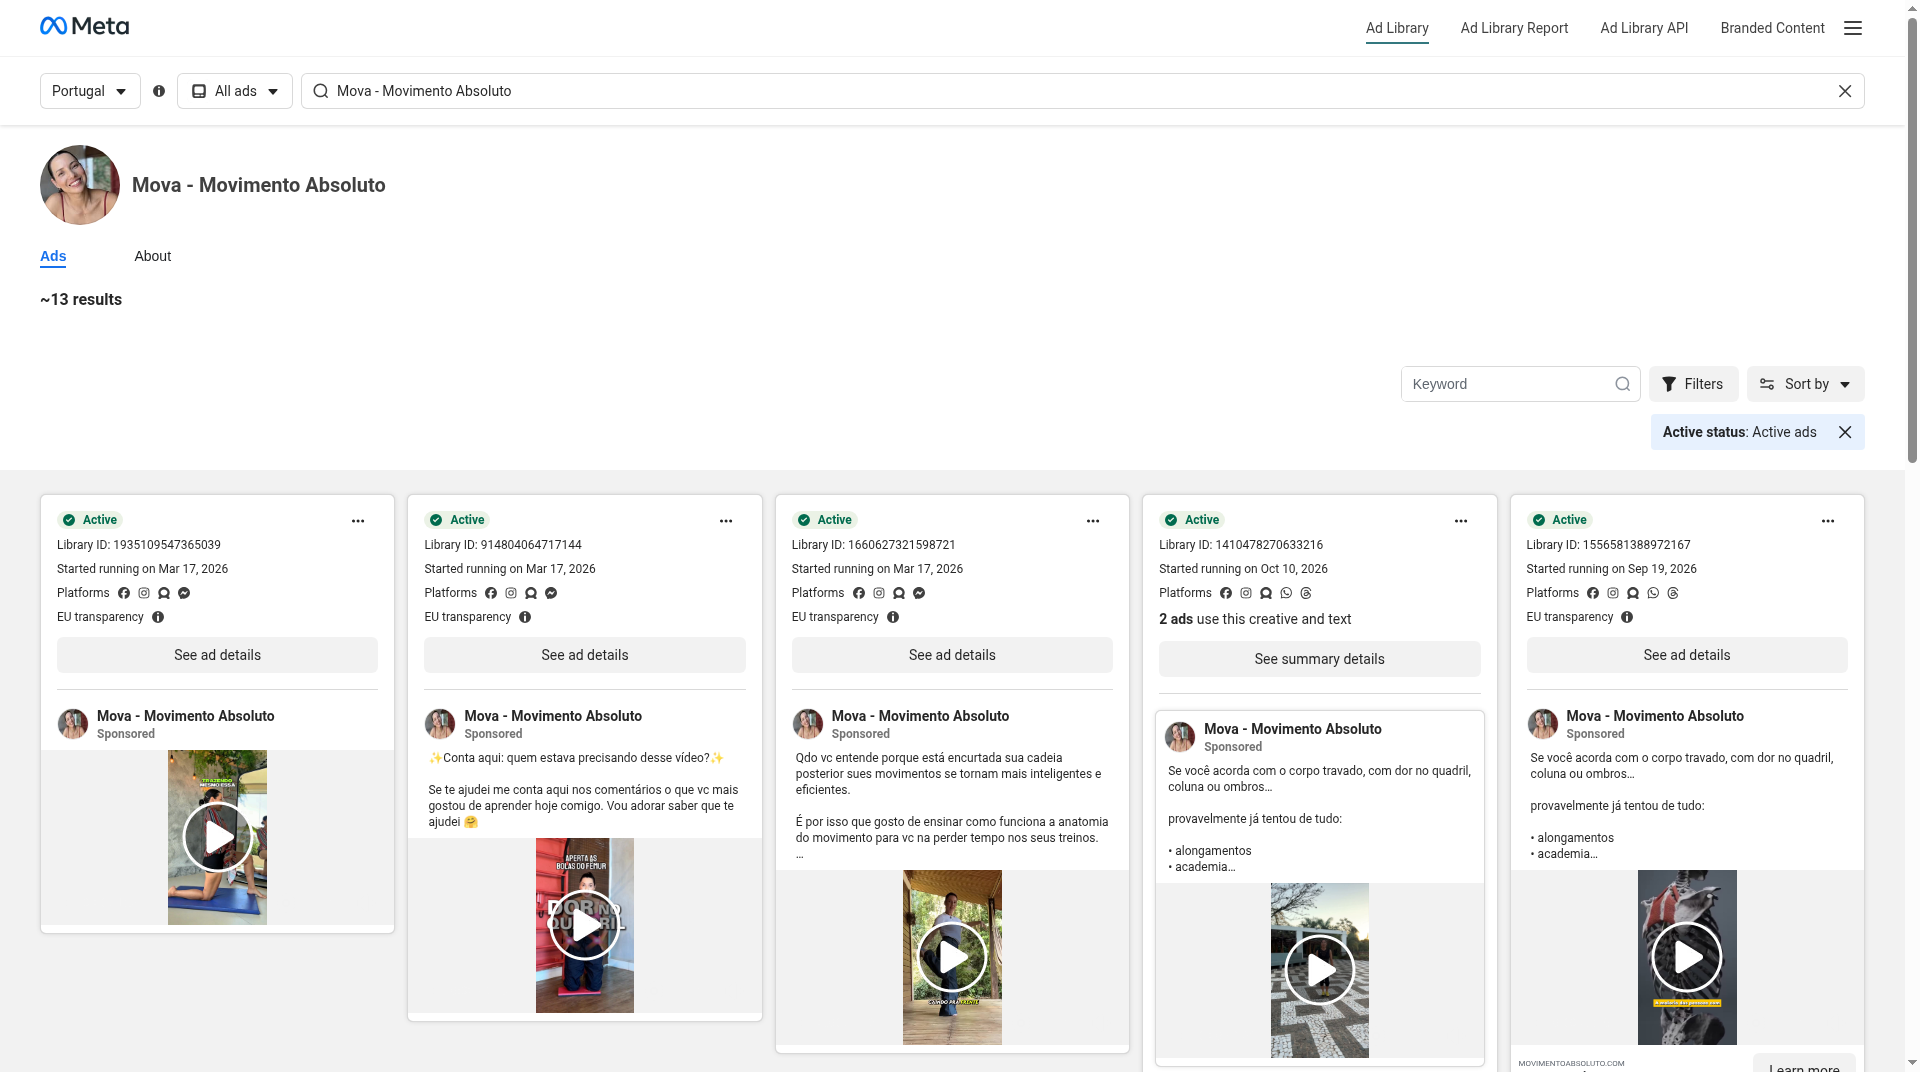 Meta
Ad Library
Ad Library Report
Ad Library API
Branded Content
Portugal
All ads
Mova - Movimento Absoluto
Mova - Movimento Absoluto
Ads
About
~13 results
Keyword
Filters
Sort by
Active status: Active ads
Active
Library ID: 1935109547365039
Started running on Mar 17, 2026
Platforms
EU transparency
See ad details
Mova - Movimento Absoluto
Sponsored
TRAZENDO
MESMO ESSA
Active
Library ID: 914804064717144
Started running on Mar 17, 2026
Platforms
EU transparency
See ad details
Mova - Movimento Absoluto
Sponsored
✨Conta aqui: quem estava precisando desse vídeo?✨
Se te ajudei me conta aqui nos comentários o que vc mais
gostou de aprender hoje comigo. Vou adorar saber que te
ajudei 🤗
APERTA AS
BOLAS DO FÊMUR
DOR NO
QUADRIL
Active
Library ID: 1660627321598721
Started running on Mar 17, 2026
Platforms
EU transparency
See ad details
Mova - Movimento Absoluto
Sponsored
Qdo vc entende porque está encurtada sua cadeia
posterior sues movimentos se tornam mais inteligentes e
eficientes.
É por isso que gosto de ensinar como funciona a anatomia
do movimento para vc na perder tempo nos seus treinos.
...
Active
Library ID: 1410478270633216
Started running on Oct 10, 2026
Platforms
2 ads use this creative and text
See summary details
Mova - Movimento Absoluto
Sponsored
Se você acorda com o corpo travado, com dor no quadril,
coluna ou ombros...
provavelmente já tentou de tudo:
• alongamentos
• academia...
Active
Library ID: 1556581388972167
Started running on Sep 19, 2026
Platforms
EU transparency
See ad details
Mova - Movimento Absoluto
Sponsored
Se você acorda com o corpo travado, com dor no quadril,
coluna ou ombros...
provavelmente já tentou de tudo:
• alongamentos
• academia...
MOVIMENTOABSOLUTO.COM
Learn more